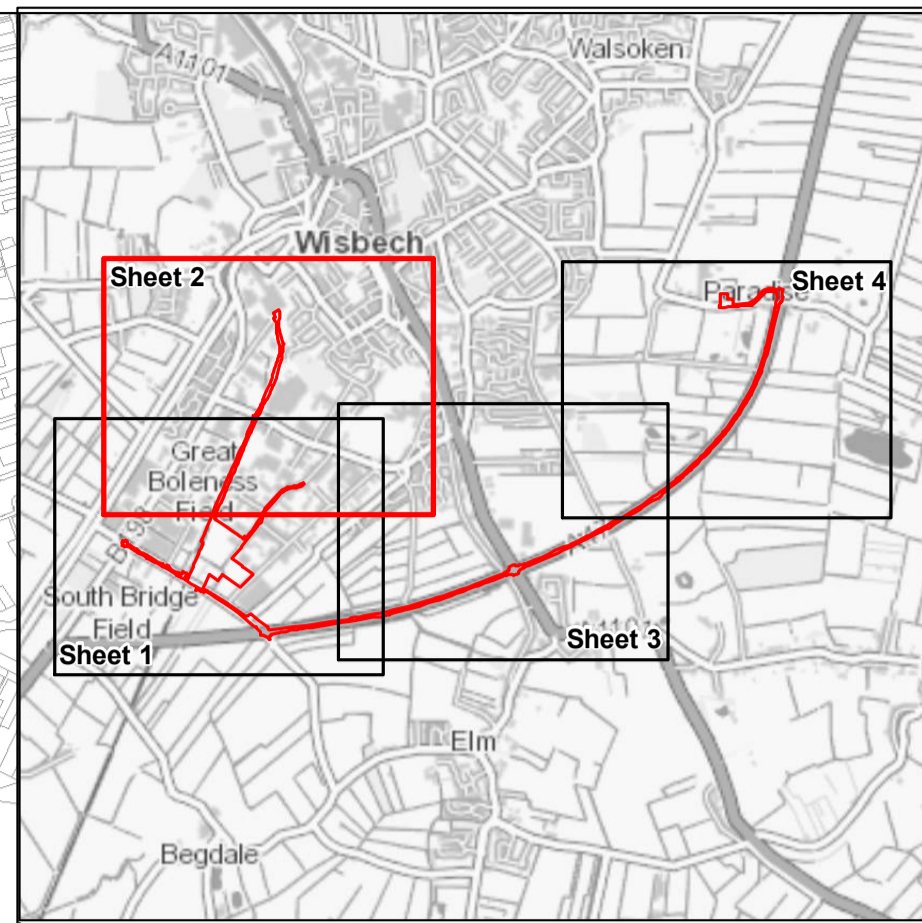 Walsoken
A1101
Wisbech
Sheet 2
Paradise
Sheet 4
Great
Boleness
Field
South Bridge
Field
Sheet 1
Sheet 3
Elm
Begdale